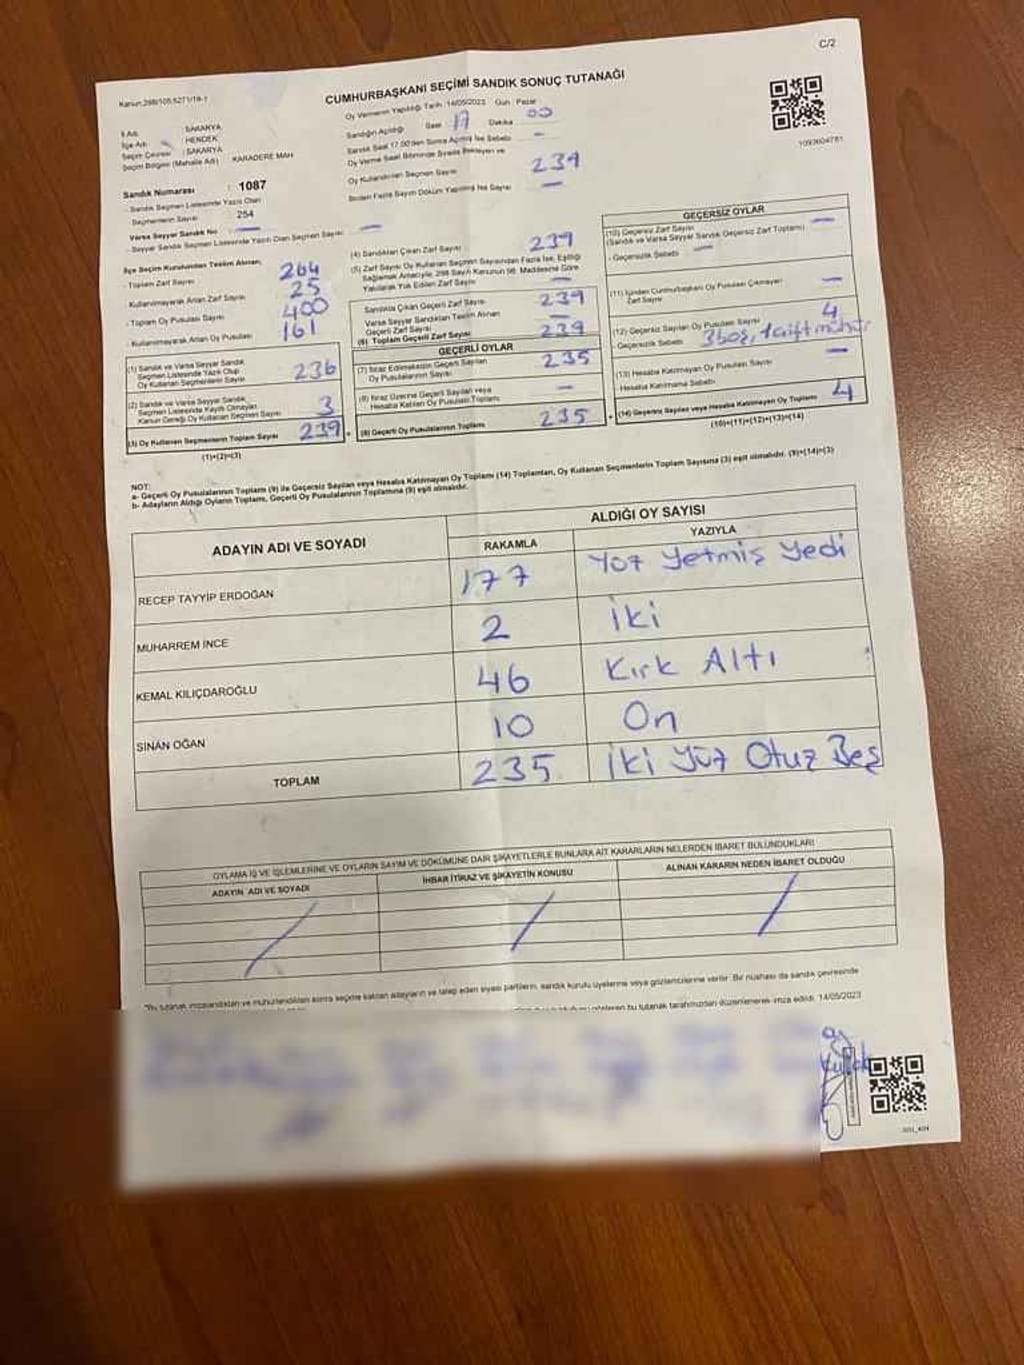 C/2
Kanun:298/105,5271/18-1
CUMHURBAŞKANI SEÇİMİ SANDIK SONUÇ TUTANAĞI
Oy Vermenin Yapıldığı Tarih :14/05/2023 Gün : Pazar
Sandığın Açıldığı Saat 17 Dakika 00
Sandık Saat 17.00'den Sonra Açılmış İse Sebebi: —
Oy Verme Saati Bitiminde Sırada Bekleyen ve
Oy Kullandırılan Seçmen Sayısı 239
Birden Fazla Sayım Döküm Yapılmış İse Sayısı —
1093604781
İl Adı : SAKARYA
İlçe Adı : HENDEK
Seçim Çevresi : SAKARYA
Seçim Bölgesi (Mahalle Adı) KARADERE MAH
Sandık Numarası : 1087
- Sandık Seçmen Listesinde Yazılı Olan
Seçmenlerin Sayısı : 254
Varsa Seyyar Sandık No —
- Seyyar Sandık Seçmen Listesinde Yazılı Olan Seçmen Sayısı —
İlçe Seçim Kurulundan Teslim Alınan;
- Toplam Zarf Sayısı 264
- Kullanılmayarak Artan Zarf Sayısı 25
- Toplam Oy Pusulası Sayısı 400
- Kullanılmayarak Artan Oy Pusulası 161
(1) Sandık ve Varsa Seyyar Sandık
Seçmen Listesinde Yazılı Olup
Oy Kullanan Seçmenlerin Sayısı 236
(2) Sandık ve Varsa Seyyar Sandık
Seçmen Listesinde Kayıtlı Olmayan
Kanun Gereği Oy Kullanan Seçmen Sayısı 3
(3) Oy Kullanan Seçmenlerin Toplam Sayısı 239
(1)+(2)=(3)
(4) Sandıktan Çıkan Zarf Sayısı 239
(5) Zarf Sayısı Oy Kullanan Seçmen Sayısından Fazla İse, Eşitliği
Sağlamak Amacıyla, 298 Sayılı Kanunun 98. Maddesine Göre
Yakılarak Yok Edilen Zarf Sayısı —
Sandıkta Çıkan Geçerli Zarf Sayısı 239
Varsa Seyyar Sandıktan Teslim Alınan
Geçerli Zarf Sayısı —
(6) Toplam Geçerli Zarf Sayısı 239
GEÇERLİ OYLAR
(7) İtiraz Edilmeksizin Geçerli Sayılan
Oy Pusulalarının Sayısı 235
(8) İtiraz Üzerine Geçerli Sayılan veya
Hesaba Katılan Oy Pusulaları Toplamı —
(9) Geçerli Oy Pusulalarının Toplamı 235
GEÇERSİZ OYLAR
(10) Geçersiz Zarf Sayısı
(Sandık ve Varsa Seyyar Sandık Geçersiz Zarf Toplamı) —
- Geçersizlik Sebebi —
(11) İçinden Cumhurbaşkanı Oy Pusulası Çıkmayan
Zarf Sayısı —
(12) Geçersiz Sayılan Oy Pusulası Sayısı 4
- Geçersizlik Sebebi 3 boş, 1 çift mühür
(13) Hesaba Katılmayan Oy Pusulası Sayısı —
- Hesaba Katılmama Sebebi
(14) Geçersiz Sayılan veya Hesaba Katılmayan Oy Toplamı 4
(10)+(11)+(12)+(13)=(14)
NOT:
a- Geçerli Oy Pusulalarının Toplamı (9) ile Geçersiz Sayılan veya Hesaba Katılmayan Oy Toplamı (14) Toplamları, Oy Kullanan Seçmenlerin Toplam Sayısına (3) eşit olmalıdır. (9)+(14)=(3)
b- Adayların Aldığı Oyların Toplamı, Geçerli Oy Pusulalarının Toplamına (9) eşit olmalıdır.
ADAYIN ADI VE SOYADI
ALDIĞI OY SAYISI
RAKAMLA YAZIYLA
RECEP TAYYİP ERDOĞAN 177 Yüz Yetmiş Yedi
MUHARREM İNCE 2 İki
KEMAL KILIÇDAROĞLU 46 Kırk Altı
SİNAN OĞAN 10 On
TOPLAM 235 İki Yüz Otuz Beş
OYLAMA İŞ VE İŞLEMLERİNE VE OYLARIN SAYIM VE DÖKÜMÜNE DAİR ŞİKAYETLERLE BUNLARA AİT KARARLARIN NELERDEN İBARET BULUNDUKLARI
ADAYIN ADI VE SOYADI İHBAR İTİRAZ VE ŞİKAYETİN KONUSU ALINAN KARARIN NEDEN İBARET OLDUĞU
"Bu tutanak imzalandıktan ve mühürlendikten sonra seçime katılan adayların ve talep eden siyasi partilerin, sandık kurulu üyelerine veya gözlemcilerine verilir. Bir nüshası da sandık çevresinde
gösteren bu tutanak tarafımızdan düzenlenerek imza edildi. 14/05/2023